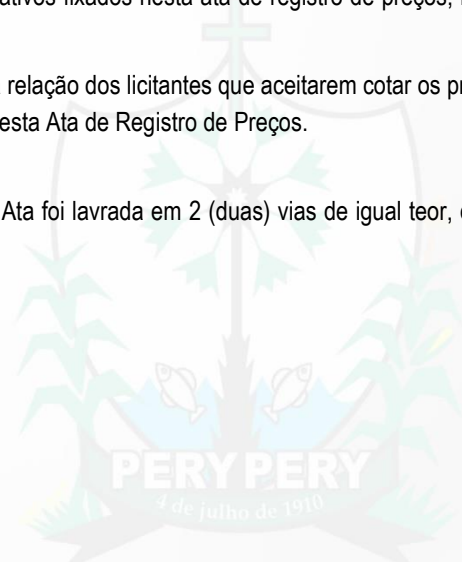 ativos fixados nesta ata de registro de preços,
relação dos licitantes que aceitarem cotar os
esta Ata de Registro de Preços.
Ata foi lavrada em 2 (duas) vias de igual teor,
PERY PERY
4 de julho de 1910